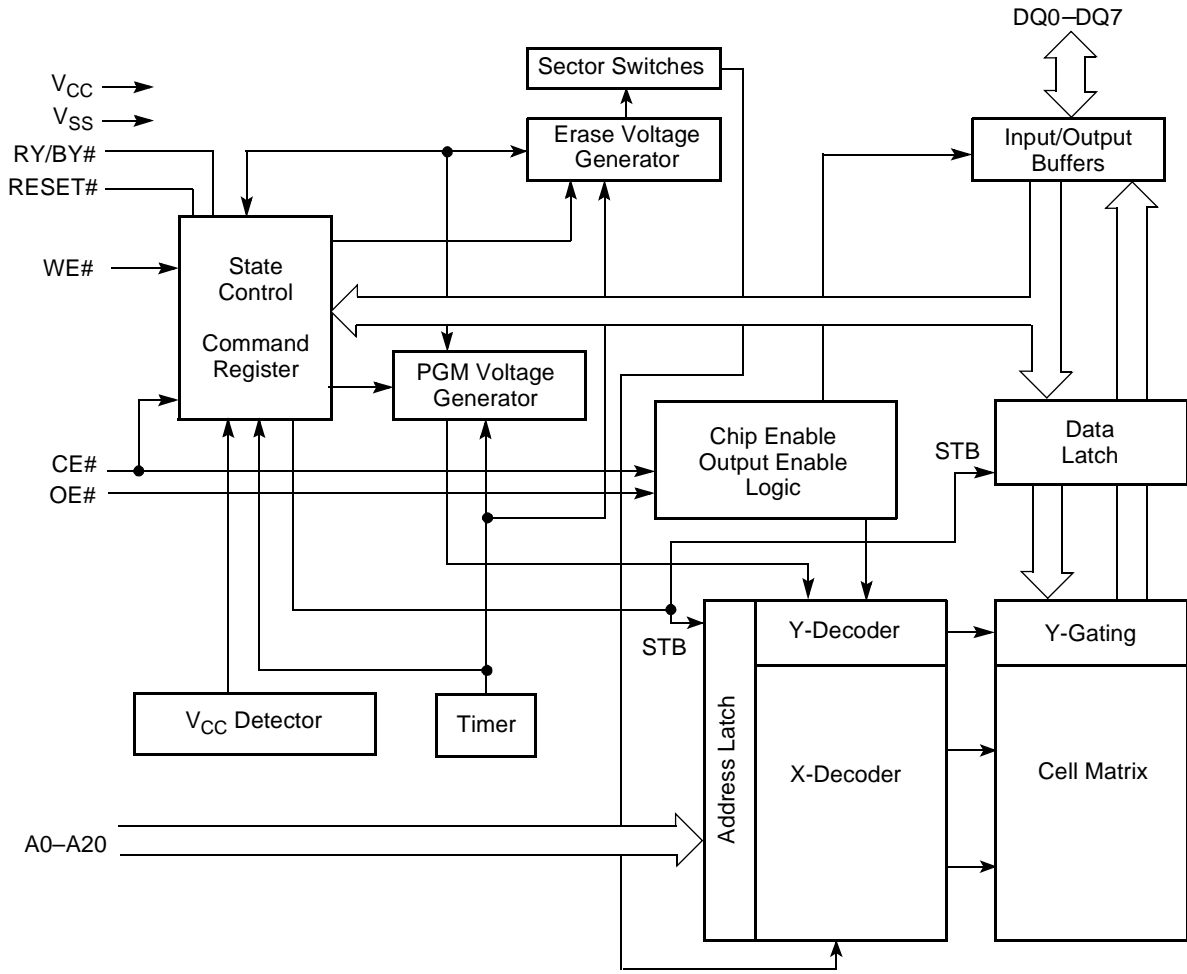 DQ0–DQ7
Sector Switches
VCC
VSS
RY/BY#
RESET#
Erase Voltage
Generator
Input/Output
Buffers
WE#
State
Control
Command
Register
PGM Voltage
Generator
Chip Enable
Output Enable
Logic
STB
Data
Latch
CE#
OE#
Y-Decoder
Y-Gating
STB
VCC Detector
Timer
Address Latch
X-Decoder
Cell Matrix
A0–A20